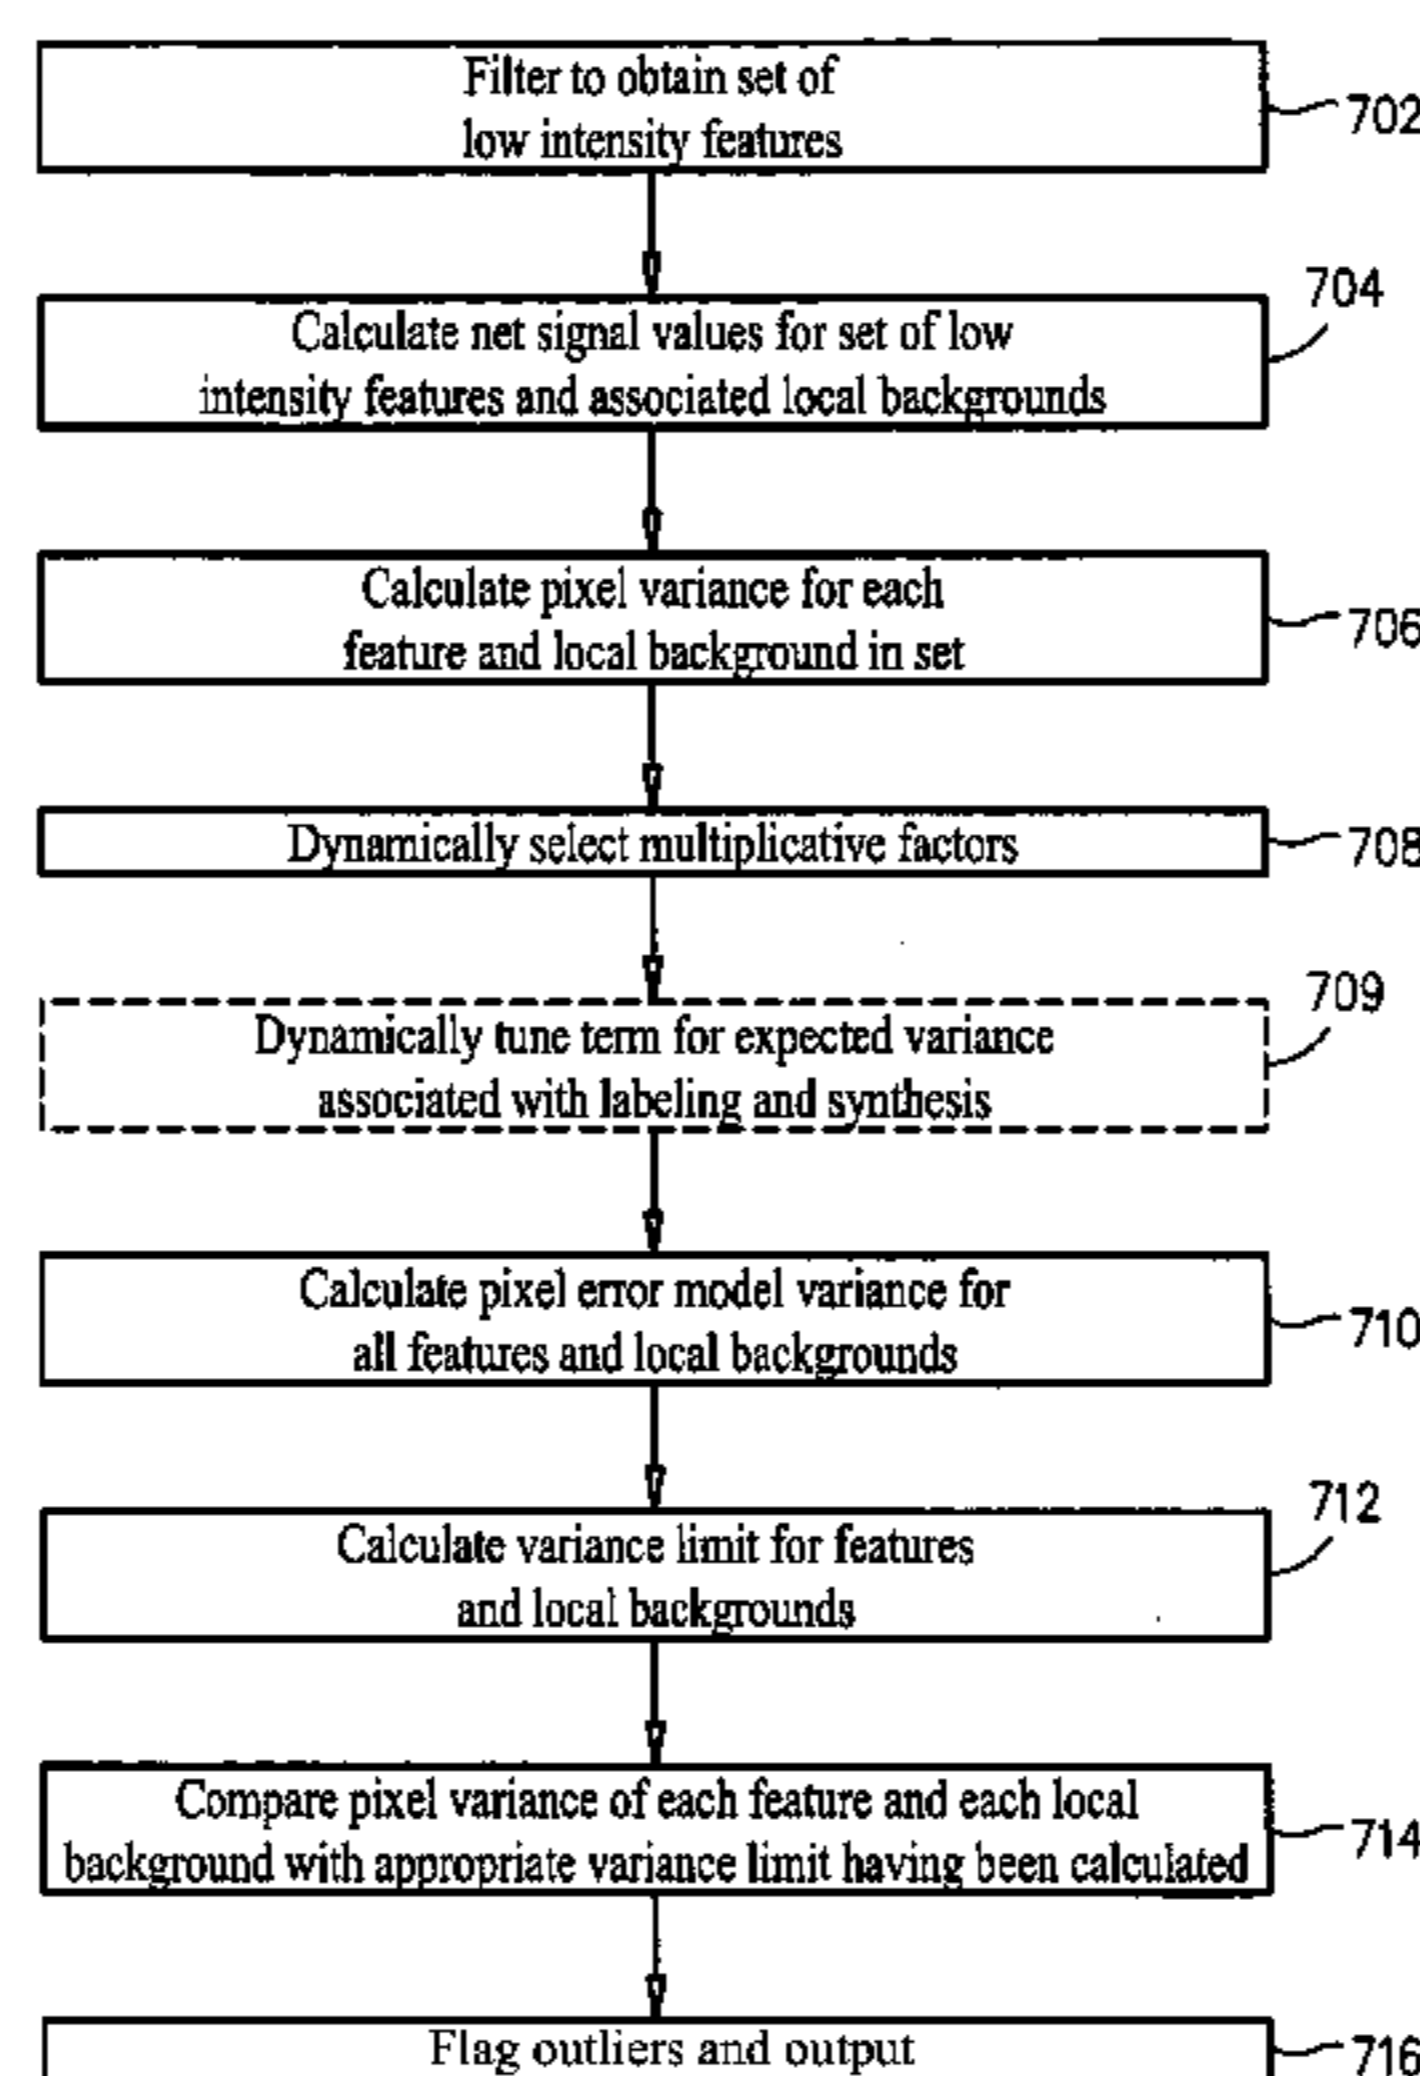 Filter to obtain set of
low intensity features
702
704
Calculate net signal values for set of low
intensity features and associated local backgrounds
Calculate pixel variance for each
feature and local background in set
706
Dynamically select multiplicative factors
708
709
Dynamically tune term for expected variance
associated with labeling and synthesis
Calculate pixel error model variance for
all features and local backgrounds
710
712
Calculate variance limit for features
and local backgrounds
Compare pixel variance of each feature and each local
background with appropriate variance limit having been calculated
714
Flag outliers and output
716